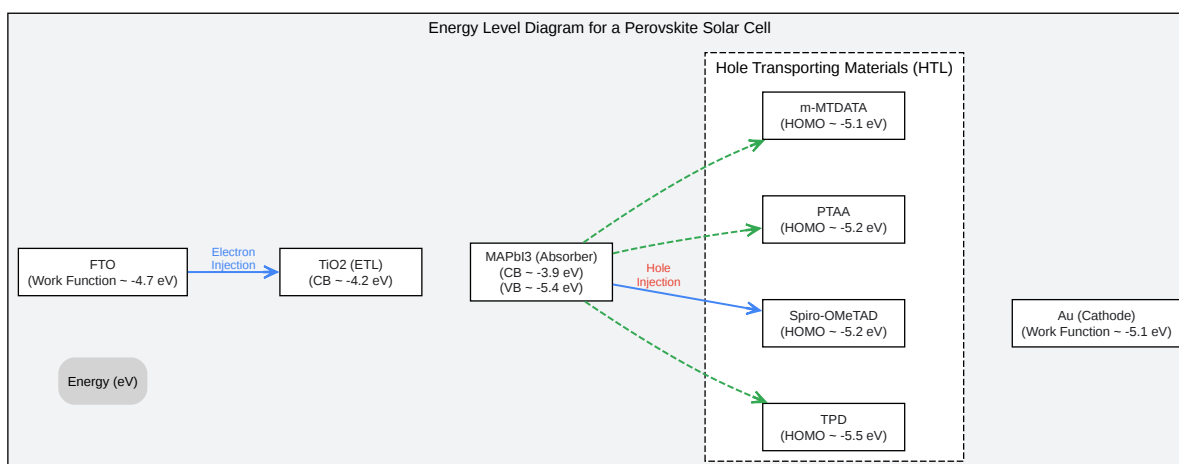 Energy Level Diagram for a Perovskite Solar Cell
Hole Transporting Materials (HTL)
m-MTDATA
(HOMO ~ -5.1 eV)
PTAA
(HOMO ~ -5.2 eV)
FTO
(Work Function ~ -4.7 eV)
Electron
Injection
TiO2 (ETL)
(CB ~ -4.2 eV)
MAPbI3 (Absorber)
(CB ~ -3.9 eV)
(VB ~ -5.4 eV)
Hole
Injection
Spiro-OMeTAD
(HOMO ~ -5.2 eV)
Au (Cathode)
(Work Function ~ -5.1 eV)
Energy (eV)
TPD
(HOMO ~ -5.5 eV)